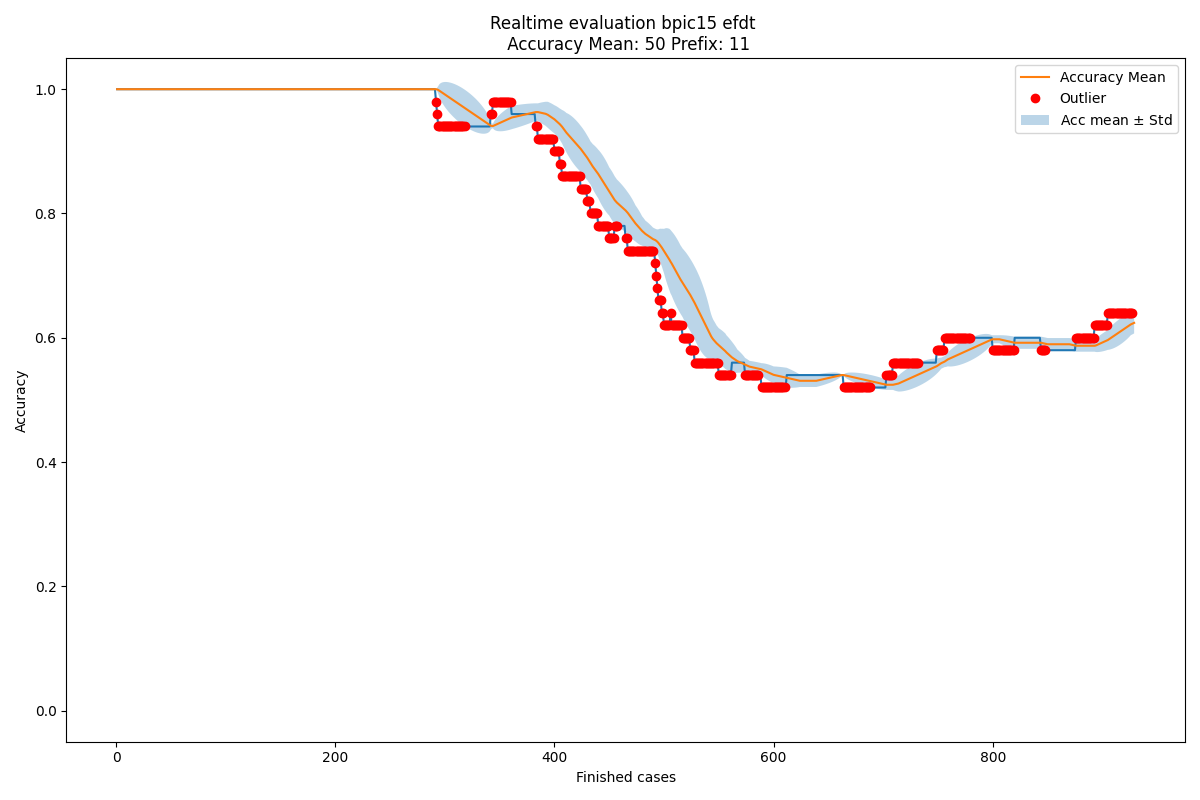 Realtime evaluation bpic15 efdt
Accuracy Mean: 50 Prefix: 11
Accuracy Mean
Outlier
Acc mean ± Std
1.0
0.8
0.6
0.4
0.2
0.0
Accuracy
0 200 400 600 800
Finished cases